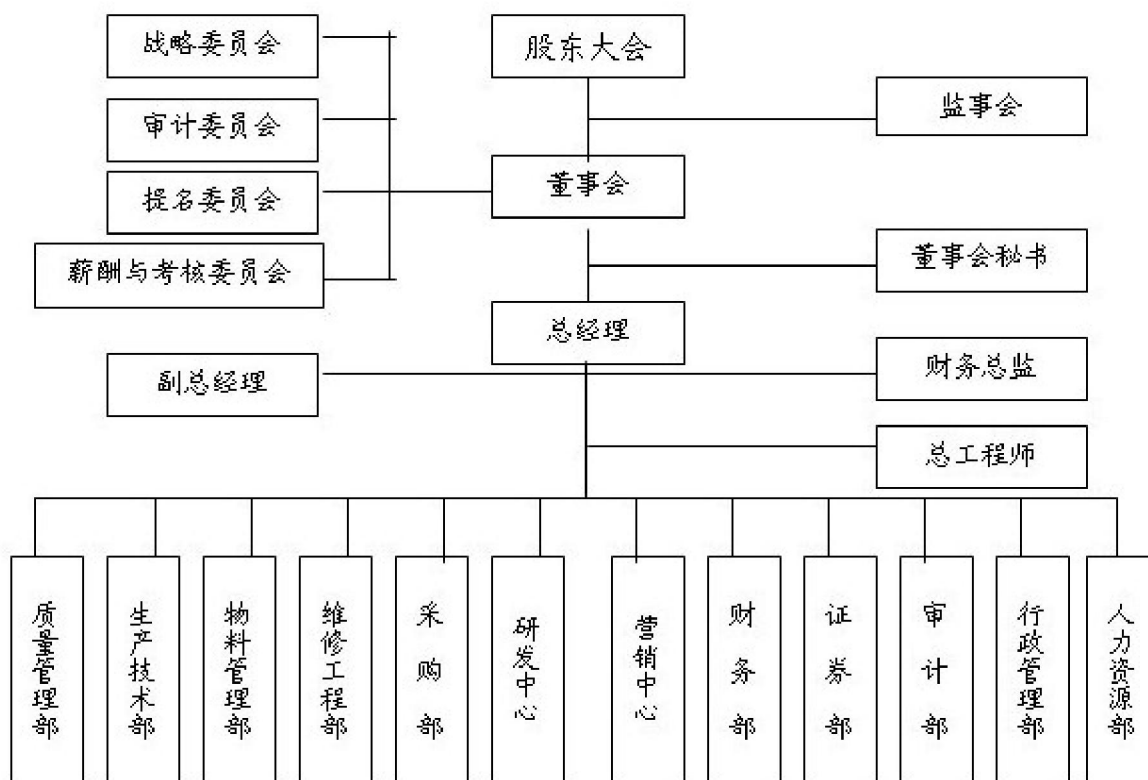 战略委员会
股东大会
监事会
审计委员会
董事会
提名委员会
董事会秘书
薪酬与考核委员会
总经理
副总经理
财务总监
总工程师
质量管理部
生产技术部
物料管理部
维修工程部
采购部
研发中心
营销中心
财务部
证券部
审计部
行政管理部
人力资源部